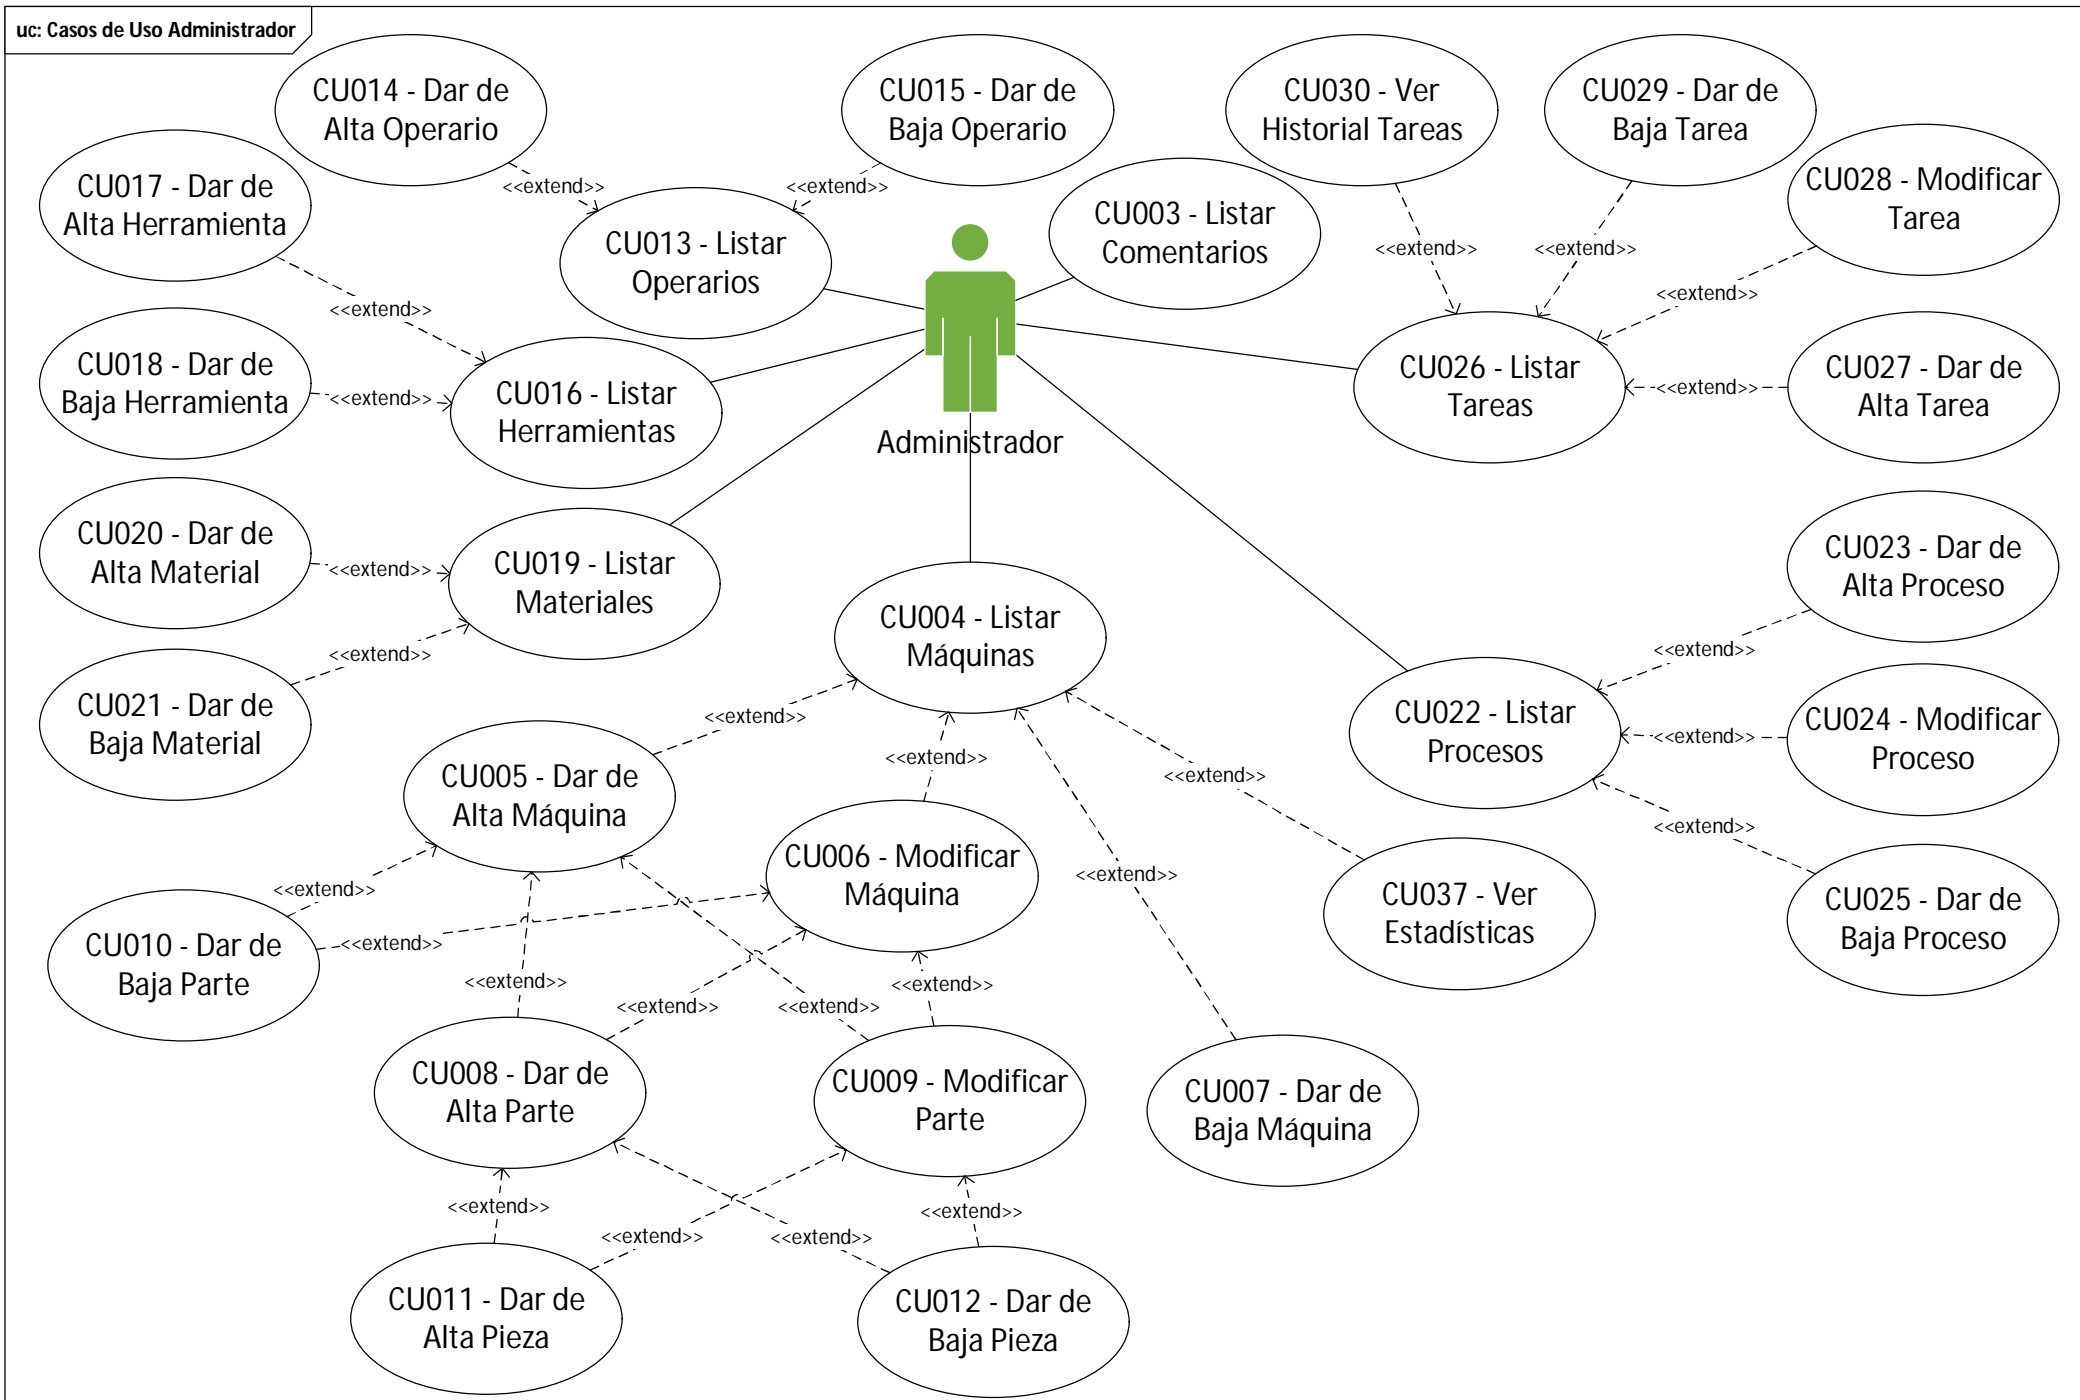 uc: Casos de Uso Administrador
CU014 - Dar de
Alta Operario
CU015 - Dar de
Baja Operario
CU030 - Ver
Historial Tareas
CU029 - Dar de
Baja Tarea
CU017 - Dar de
Alta Herramienta
<<extend>>
<<extend>>
CU028 - Modificar
Tarea
CU013 - Listar
Operarios
CU003 - Listar
Comentarios
<<extend>>
<<extend>>
<<extend>>
<<extend>>
CU018 - Dar de
Baja Herramienta
<<extend>>
CU016 - Listar
Herramientas
Administrador
CU026 - Listar
Tareas
<<extend>>
CU027 - Dar de
Alta Tarea
CU020 - Dar de
Alta Material
<<extend>>
CU019 - Listar
Materiales
CU023 - Dar de
Alta Proceso
CU004 - Listar
Máquinas
<<extend>>
<<extend>>
CU021 - Dar de
Baja Material
<<extend>>
CU022 - Listar
Procesos
<<extend>>
CU024 - Modificar
Proceso
CU005 - Dar de
Alta Máquina
<<extend>>
<<extend>>
<<extend>>
CU006 - Modificar
Máquina
<<extend>>
<<extend>>
CU037 - Ver
Estadísticas
CU025 - Dar de
Baja Proceso
CU010 - Dar de
Baja Parte
<<extend>>
<<extend>>
<<extend>>
<<extend>>
<<extend>>
CU008 - Dar de
Alta Parte
CU009 - Modificar
Parte
CU007 - Dar de
Baja Máquina
<<extend>>
<<extend>>
<<extend>>
<<extend>>
CU011 - Dar de
Alta Pieza
CU012 - Dar de
Baja Pieza